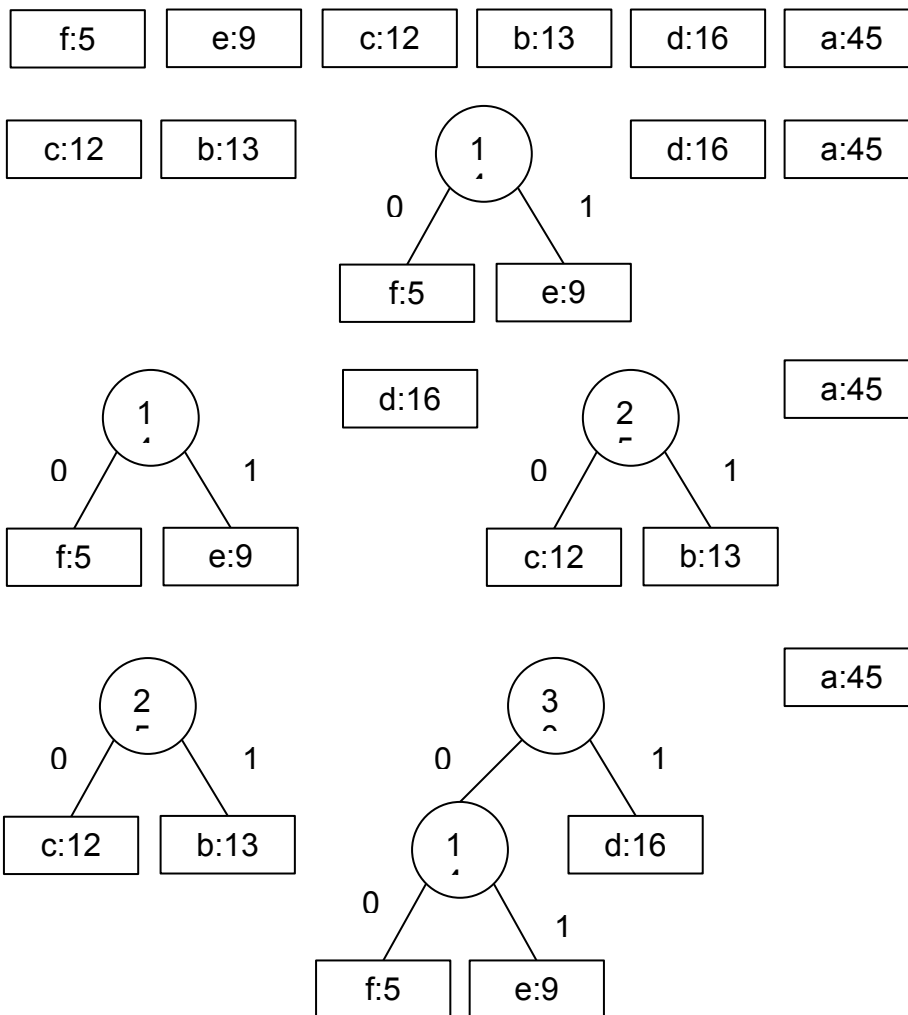 f:5 e:9 c:12 b:13 d:16 a:45
c:12 b:13 1 d:16 a:45
0 1
f:5 e:9
1 d:16 2 a:45
0 1 0 1
f:5 e:9 c:12 b:13
2 3 a:45
0 1 0 1
c:12 b:13 1 d:16
0 1
f:5 e:9